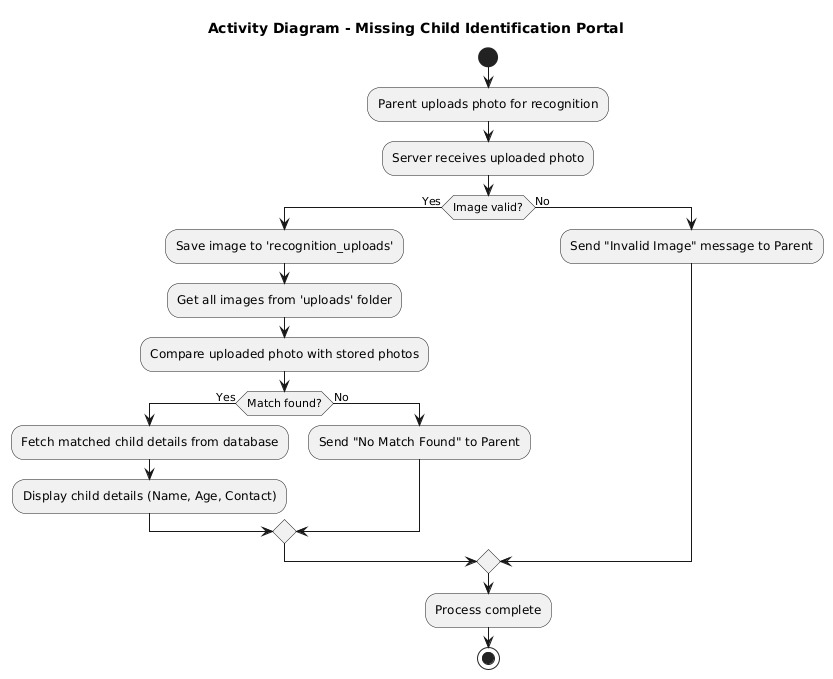 Activity Diagram - Missing Child Identification Portal
Parent uploads photo for recognition
Server receives uploaded photo
Yes
Image valid?
No
Save image to 'recognition_uploads'
Send "Invalid Image" message to Parent
Get all images from 'uploads' folder
Compare uploaded photo with stored photos
Yes
Match found?
No
Fetch matched child details from database
Send "No Match Found" to Parent
Display child details (Name, Age, Contact)
Process complete